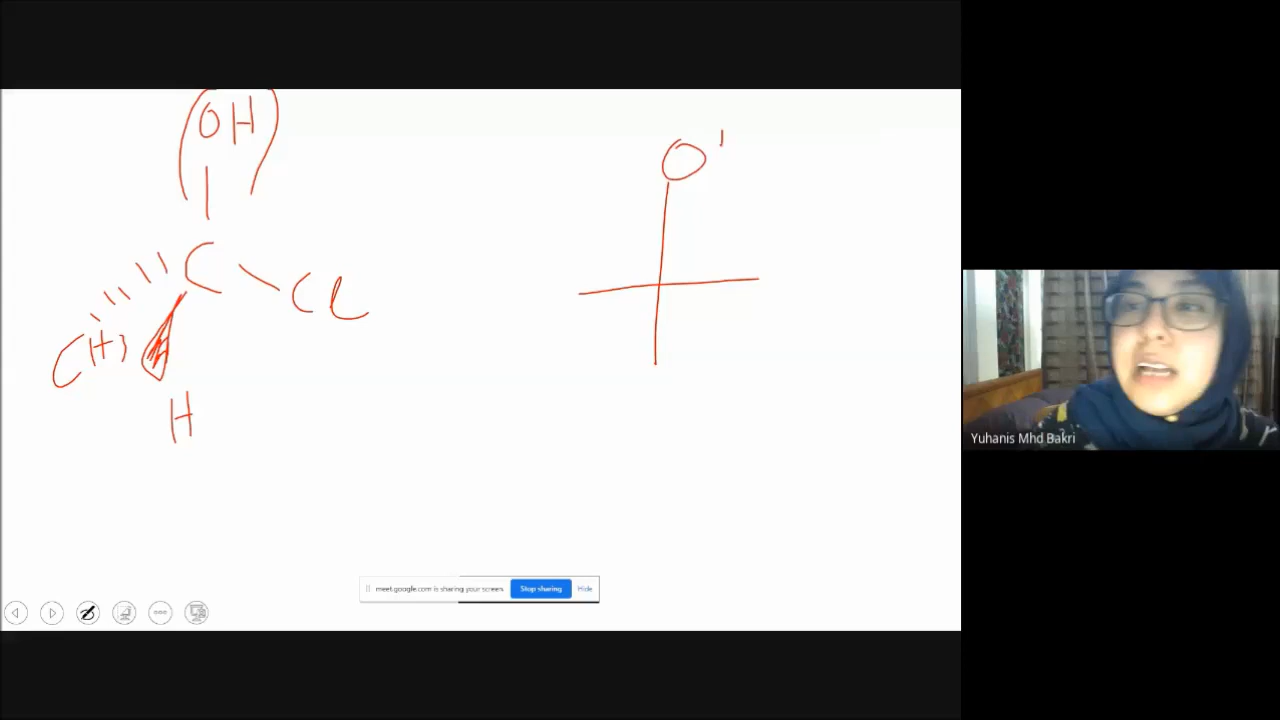 OH
C
Cl
CH3
H
O
meet.google.com is sharing your screen Stop sharing Hide
Yuhanis Mhd Bakri